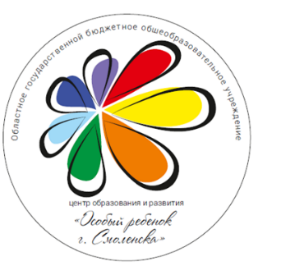 Областное государственное бюджетное общеобразовательное учреждение
центр образования и развития
«Особый ребенок
г. Смоленска»